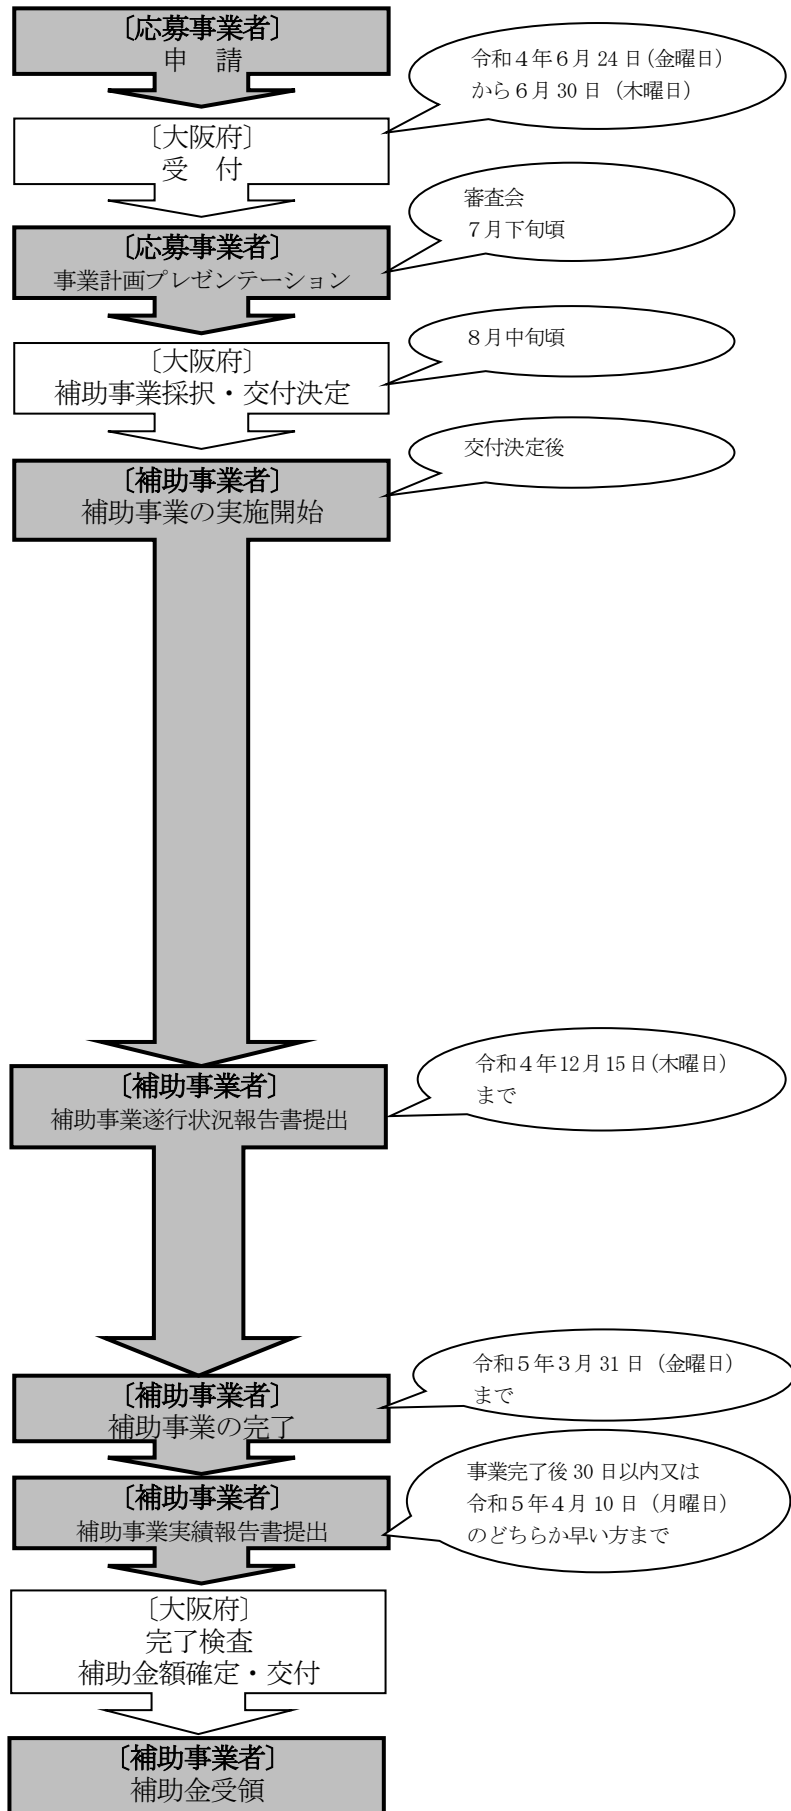 〔応募事業者〕
申　請
令和４年６月 24 日(金曜日)
から６月 30 日（木曜日）
〔大阪府〕
受　付
審査会
７月下旬頃
〔応募事業者〕
事業計画プレゼンテーション
８月中旬頃
〔大阪府〕
補助事業採択・交付決定
交付決定後
〔補助事業者〕
補助事業の実施開始
令和４年12月15日(木曜日)
まで
〔補助事業者〕
補助事業遂行状況報告書提出
令和５年３月 31 日（金曜日）
まで
〔補助事業者〕
補助事業の完了
事業完了後 30 日以内又は
令和５年４月 10 日（月曜日）
のどちらか早い方まで
〔補助事業者〕
補助事業実績報告書提出
〔大阪府〕
完了検査
補助金額確定・交付
〔補助事業者〕
補助金受領